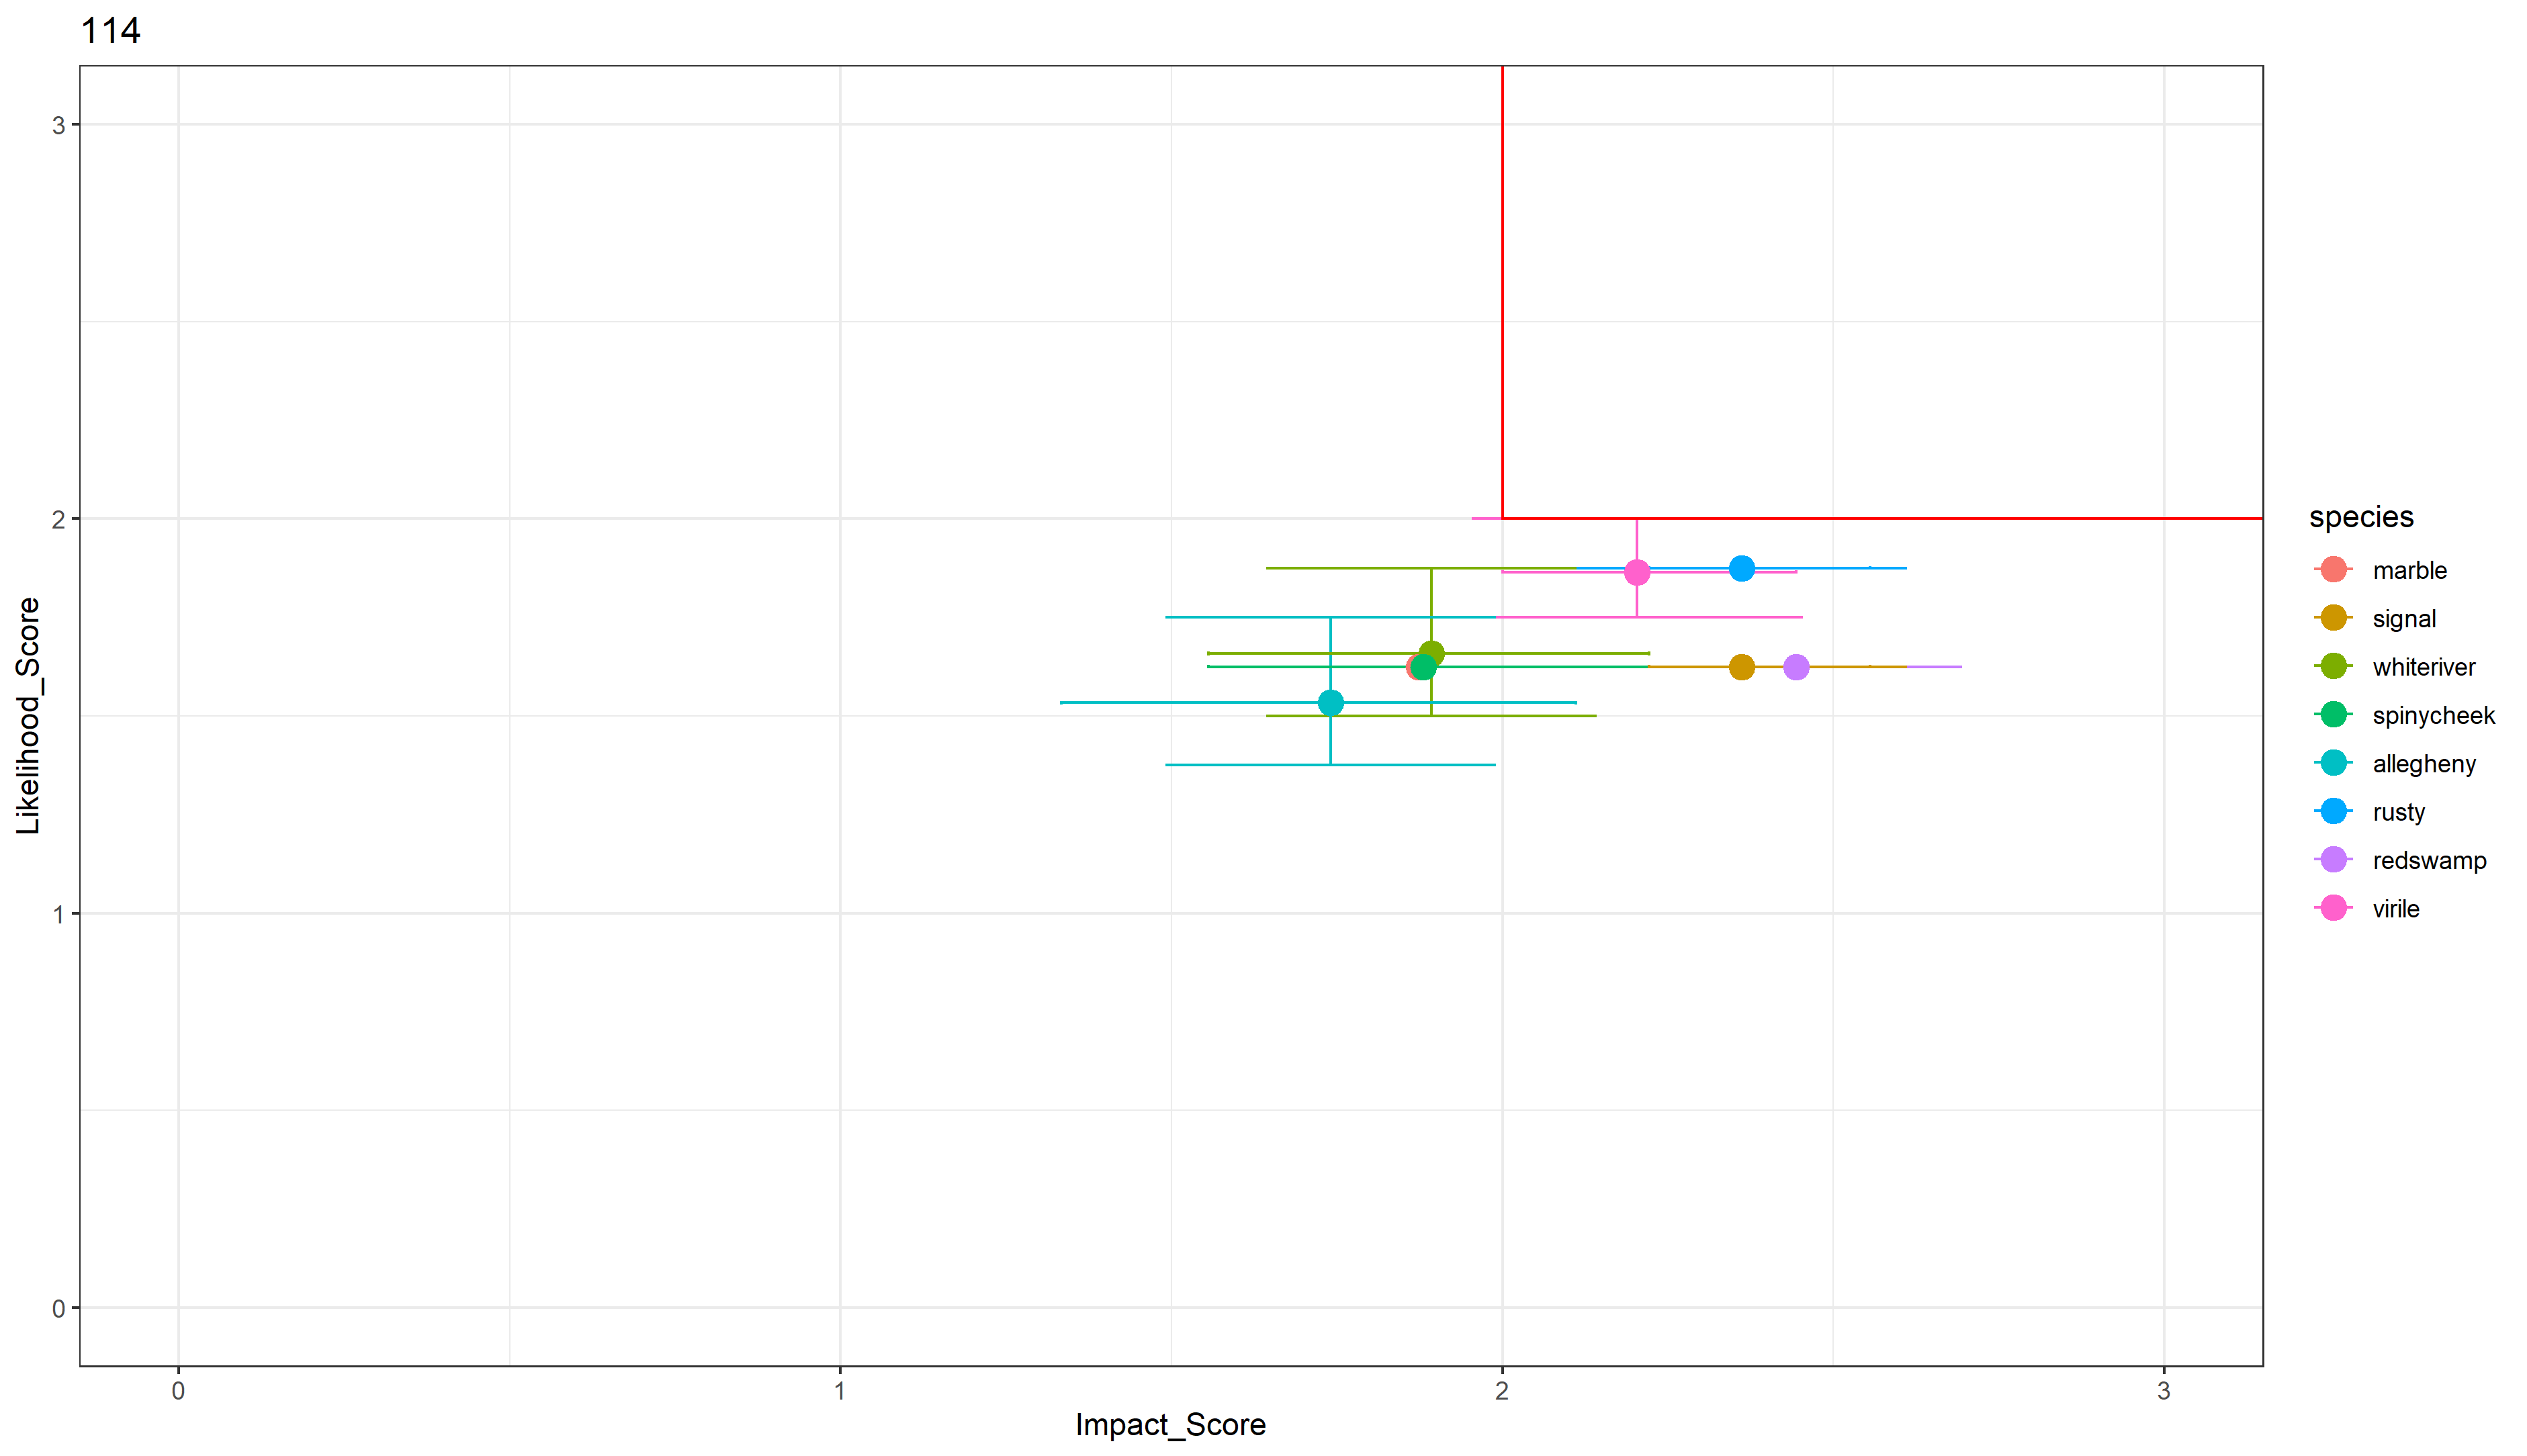 114
Likelihood_Score
3
2
1
0
0 1 2 3
Impact_Score
species
marble
signal
whiteriver
spinycheek
allegheny
rusty
redswamp
virile